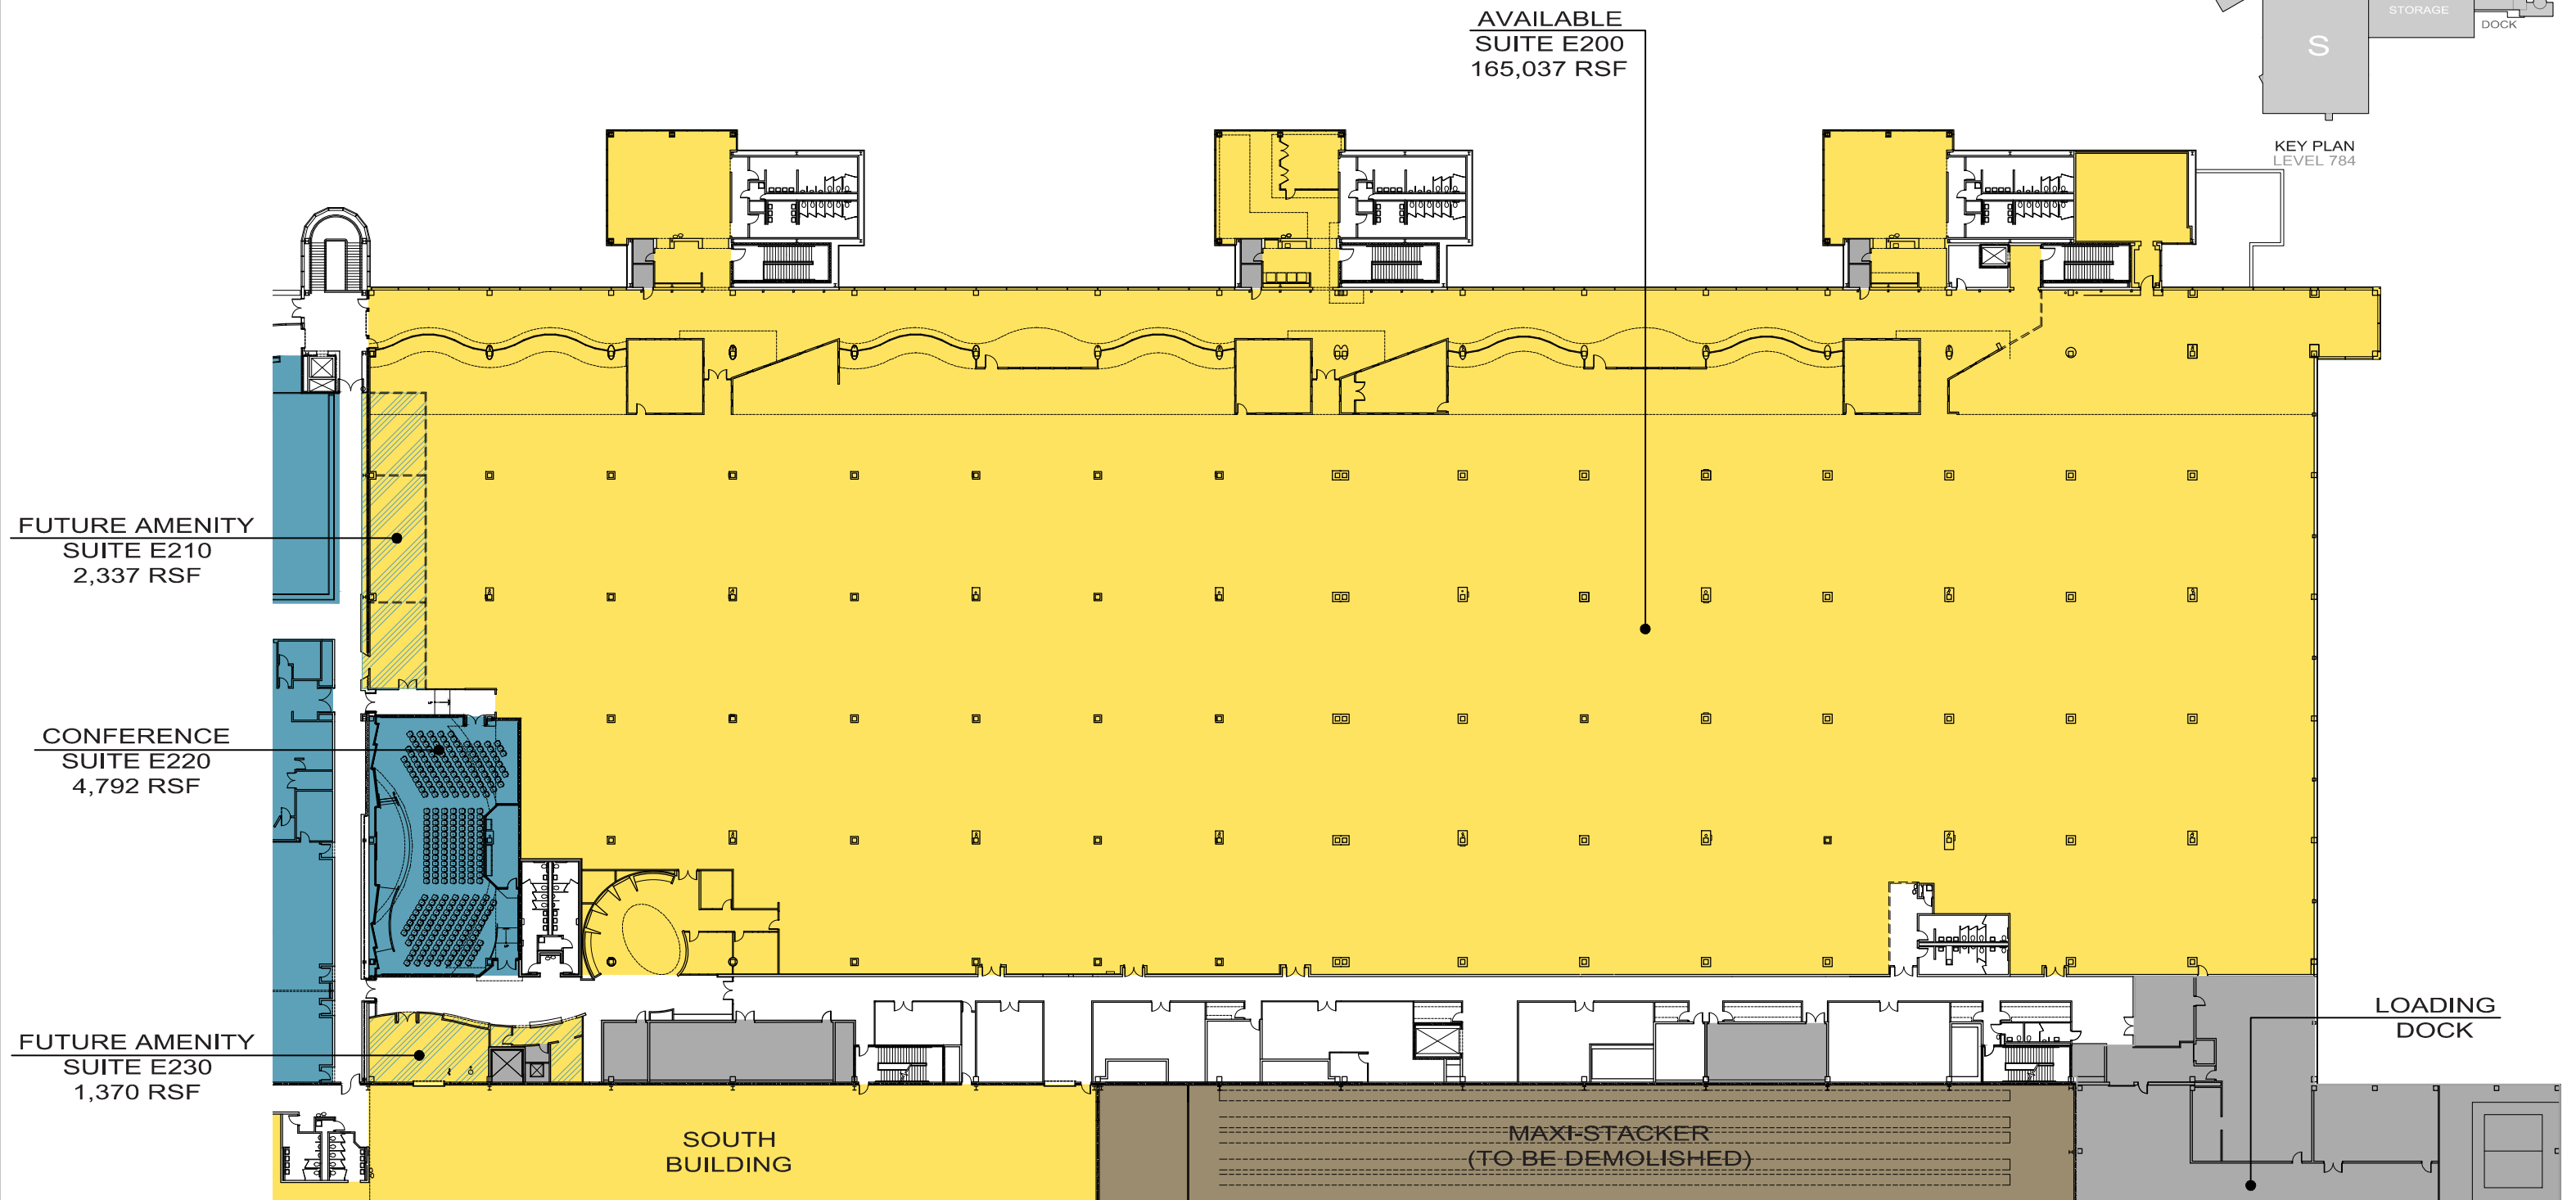 AVAILABLE
SUITE E200
165,037 RSF
STORAGE
DOCK
S
KEY PLAN
LEVEL 784
FUTURE AMENITY
SUITE E210
2,337 RSF
CONFERENCE
SUITE E220
4,792 RSF
FUTURE AMENITY
SUITE E230
1,370 RSF
LOADING
DOCK
SOUTH
BUILDING
MAXI-STACKER
(TO BE DEMOLISHED)